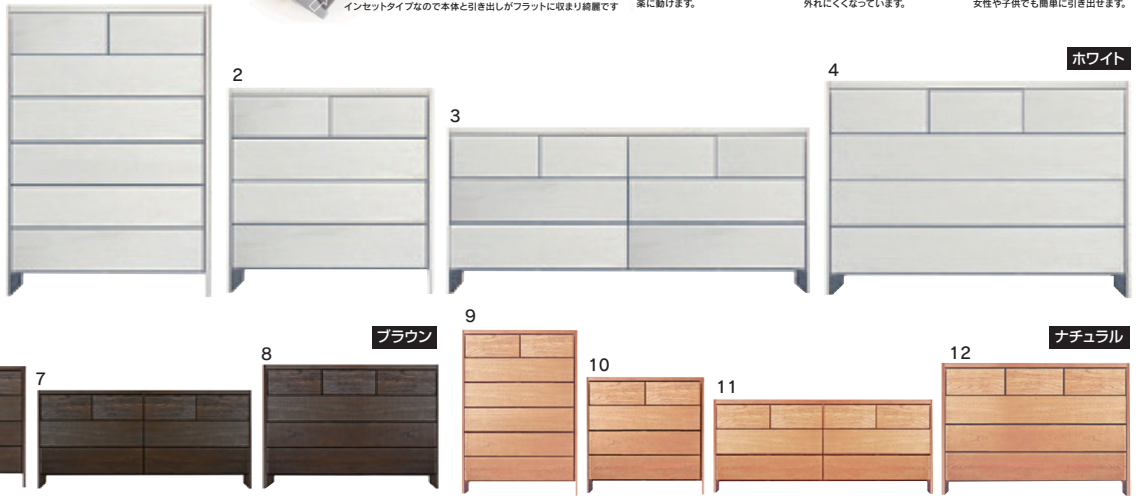 インセットタイプなので本体と引き出しがフラットに収まり綺麗です
楽に動けます。
外れにくくなっています。
女性や子供でも簡単に引き出せます。
ホワイト
2
3
4
ブラウン
ナチュラル
7
8
9
10
11
12